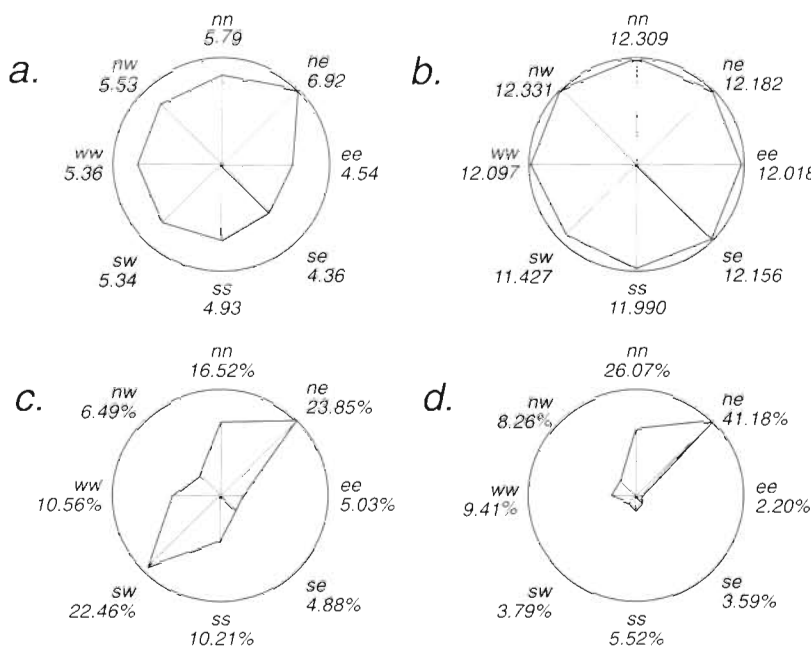 a.
nn
5.79
ne
6.92
ee
4.54
se
4.36
ss
4.93
sw
5.34
ww
5.36
nw
5.53
b.
nn
12.309
ne
12.182
ee
12.018
se
12.156
ss
11.990
sw
11.427
ww
12.097
nw
12.331
c.
nn
16.52%
ne
23.85%
ee
5.03%
se
4.88%
ss
10.21%
sw
22.46%
ww
10.56%
nw
6.49%
d.
nn
26.07%
ne
41.18%
ee
2.20%
se
3.59%
ss
5.52%
sw
3.79%
ww
9.41%
nw
8.26%